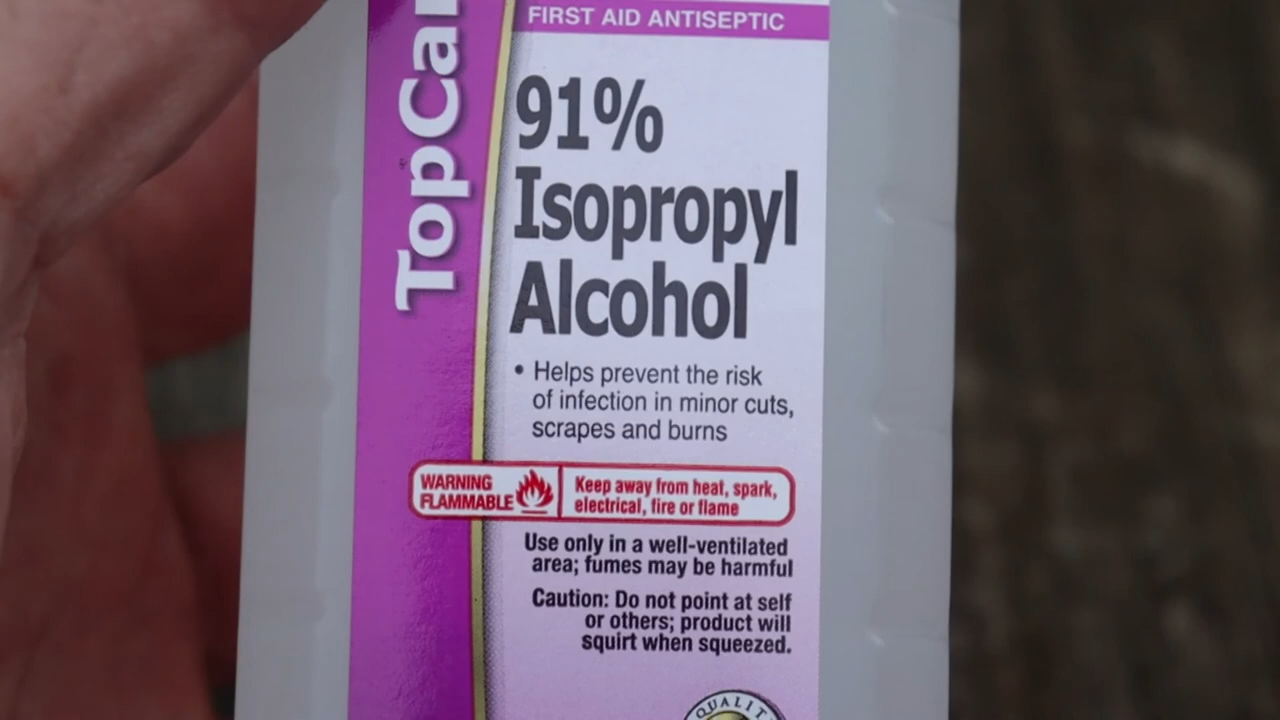 FIRST AID ANTISEPTIC
TopCar
91%
Isopropyl
Alcohol
• Helps prevent the risk
of infection in minor cuts,
scrapes and burns
WARNING
FLAMMABLE
Keep away from heat, spark,
electrical, fire or flame
Use only in a well-ventilated
area; fumes may be harmful
Caution: Do not point at self
or others; product will
squirt when squeezed.
QUALIT